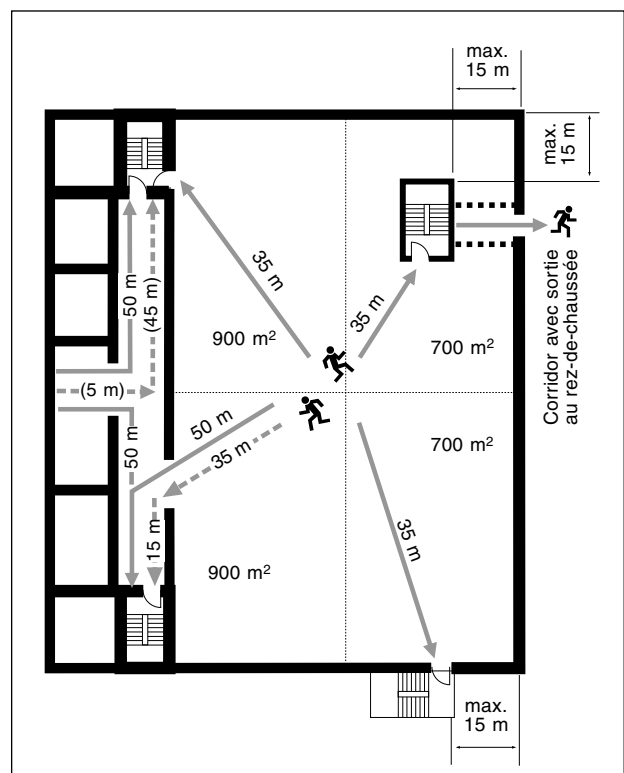 max.
15 m
max.
15 m
35 m
50 m
(45 m)
35 m
900 m²
700 m²
Corridor avec sortie
au rez-de-chaussée
(5 m)
50 m
50 m
35 m
700 m²
35 m
15 m
900 m²
max.
15 m